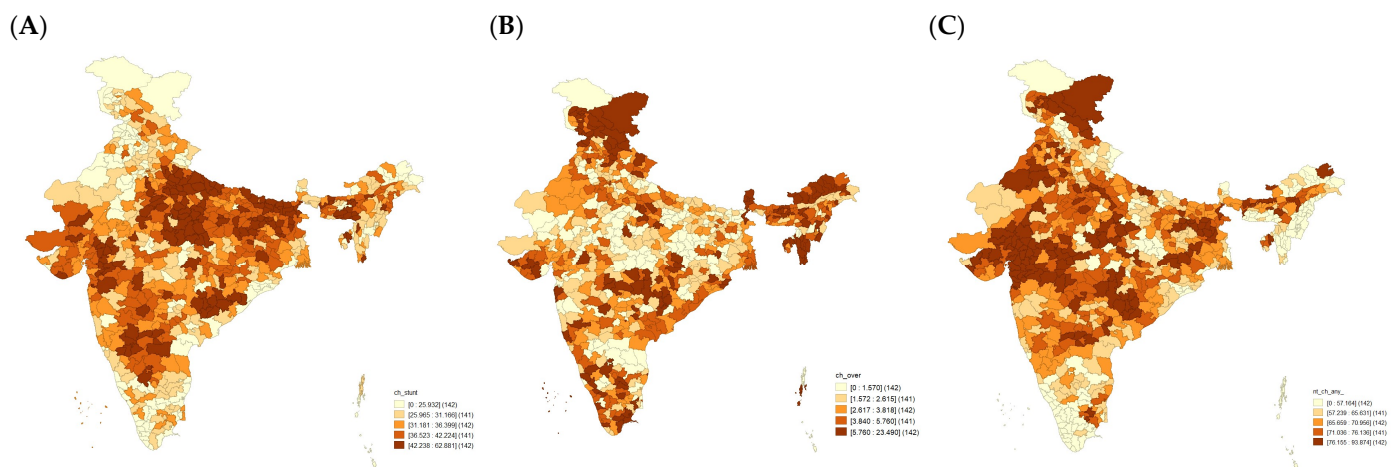 (A)
(B)
(C)
ch_stunt
[0 : 25.932] (142)
[25.965 : 31.166] (141)
[31.181 : 36.399] (142)
[36.523 : 42.224] (141)
[42.238 : 62.881] (142)
ch_over
[0 : 1.570] (142)
[1.572 : 2.615] (141)
[2.617 : 3.818] (142)
[3.840 : 5.760] (141)
[5.760 : 23.490] (142)
nt_ch_any_
[0 : 57.164] (142)
[57.239 : 65.631] (141)
[65.659 : 70.956] (142)
[71.036 : 76.136] (141)
[76.155 : 93.874] (142)